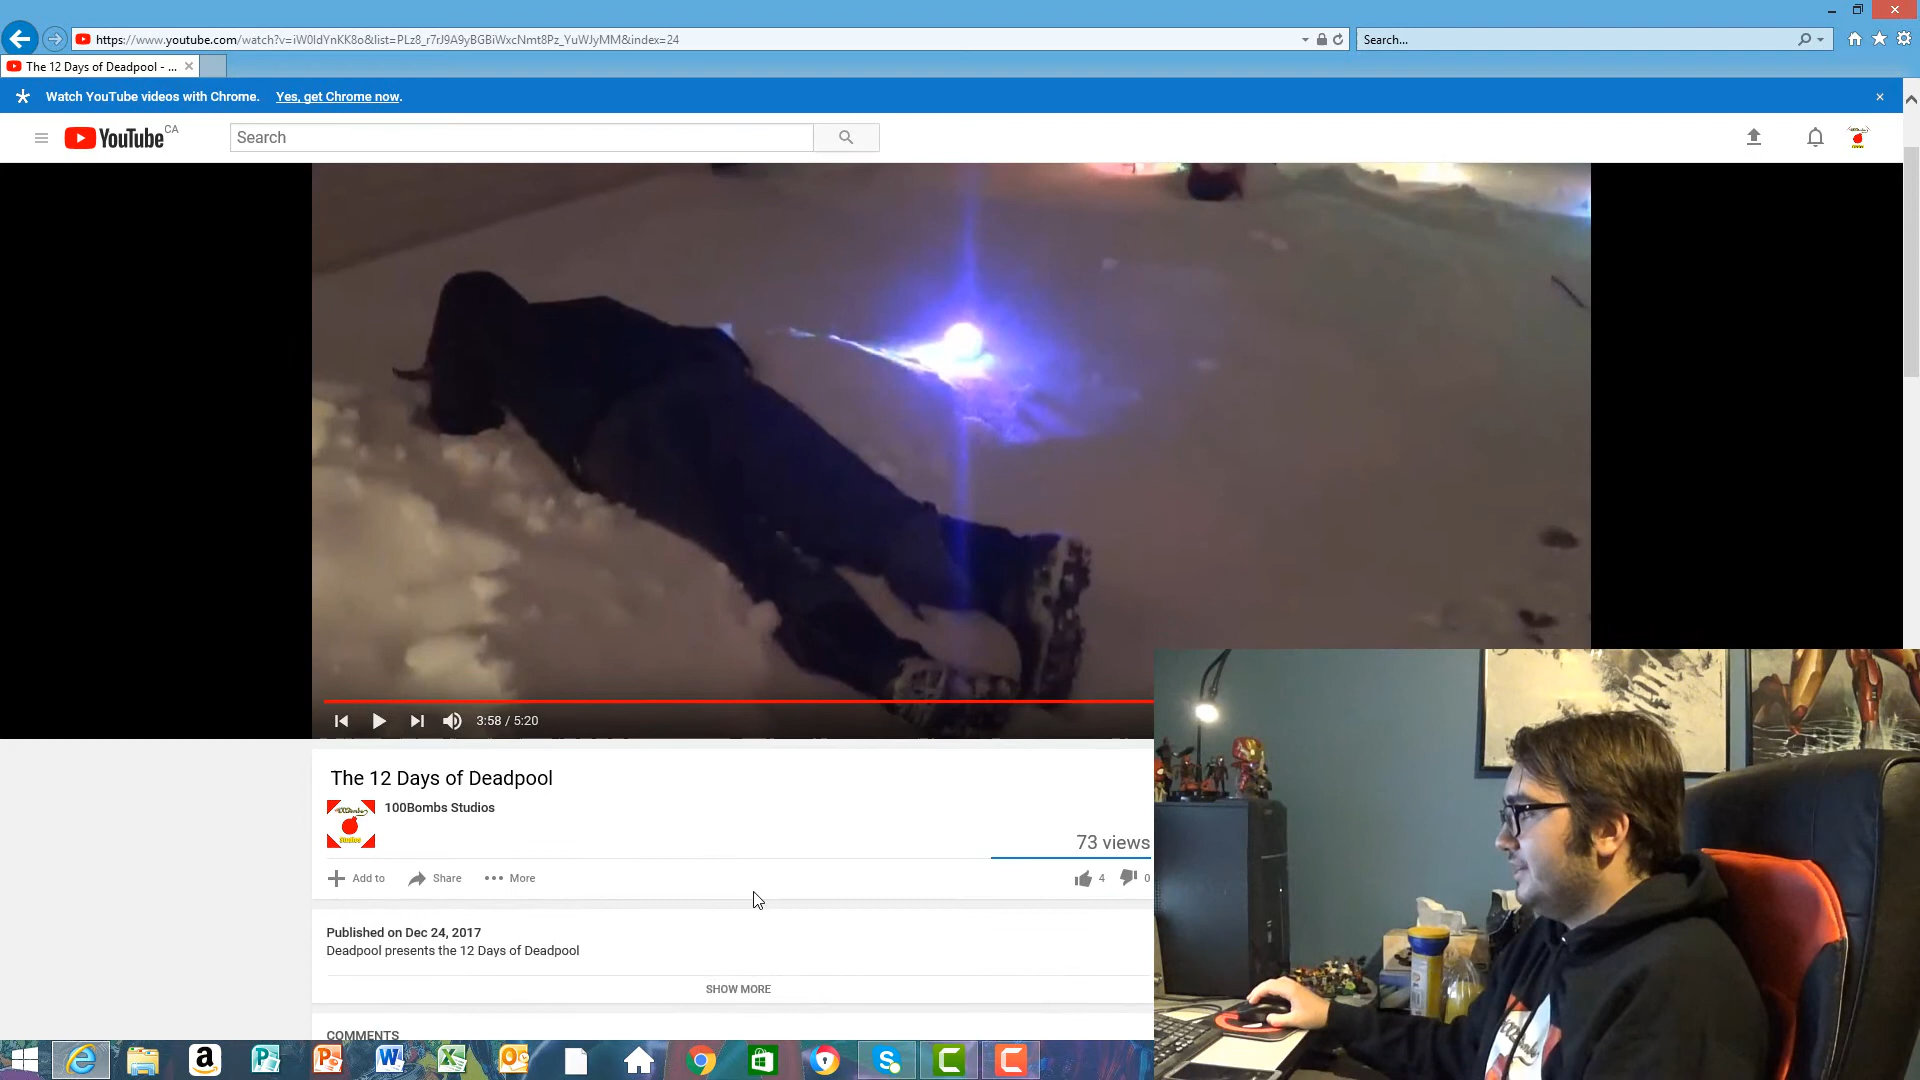 https://www.youtube.com/watch?v=iW0IdYnKK8o&list=PLz8_r7rJ9A9yBGBiWxcNmt8Pz_YuWJyMM&index=24
Search...
The 12 Days of Deadpool - ...
Watch YouTube videos with Chrome. Yes, get Chrome now.
YouTube CA
Search
3:58 / 5:20
The 12 Days of Deadpool
100Bombs Studios
73 views
Add to
Share
More
4
0
Published on Dec 24, 2017
Deadpool presents the 12 Days of Deadpool
SHOW MORE
COMMENTS